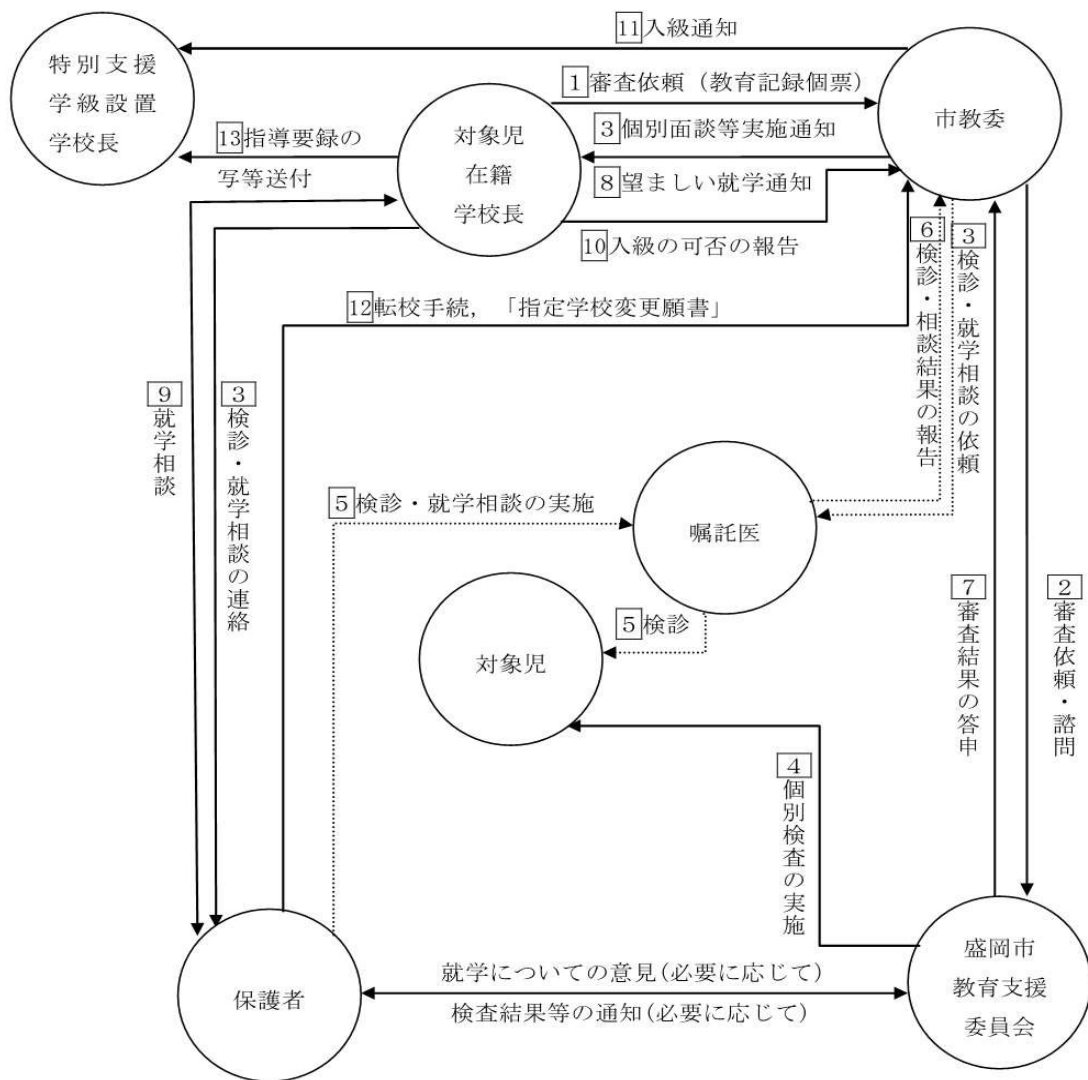 11入級通知
特別支援
学級設置
学校長
1審査依頼（教育記録個票）
市教委
対象児
在籍
学校長
3個別面談等実施通知
13指導要録の
写等送付
8望ましい就学通知
10入級の可否の報告
6検診・相談結果の報告
3検診・就学相談の依頼
12転校手続，「指定学校変更願書」
9就学相談
3検診・就学相談の連絡
5検診・就学相談の実施
嘱託医
5検診
対象児
7審査結果の答申
2審査依頼・諮問
4個別検査の実施
保護者
就学についての意見(必要に応じて)
検査結果等の通知(必要に応じて)
盛岡市
教育支援
委員会